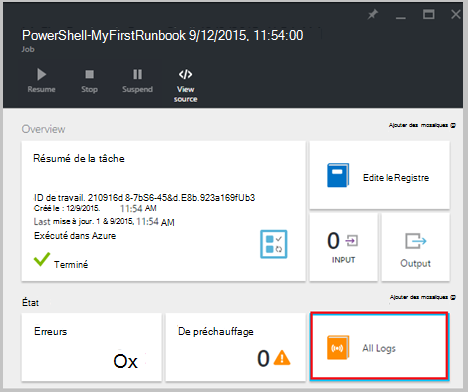 PowerShell-MyFirstRunbook 9/12/2015, 11:54:00
Job
Resume
Stop
Suspend
View source
Overview
Ajouter des mosaïques
Résumé de la tâche
ID de travail. 210916d 8-7bS6-45&d.E8b.923a169fUb3
Créé le : 12/9/2015. 11:54 AM
Last mise à jour. 1 & 9/2015, 11:54 AM
Exécuté dans Azure
Terminé
Edite le Registre
0
INPUT
Output
État
Ajouter des mosaïques
Erreurs
Ox
De préchauffage
0
All Logs